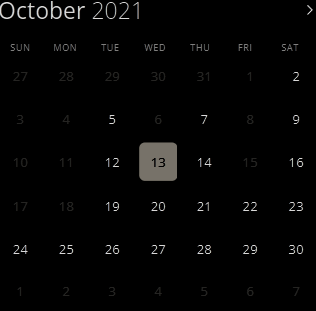 October 2021
SUN MON TUE WED THU FRI SAT
27 28 29 30 31 1 2
3 4 5 6 7 8 9
10 11 12 13 14 15 16
17 18 19 20 21 22 23
24 25 26 27 28 29 30
1 2 3 4 5 6 7